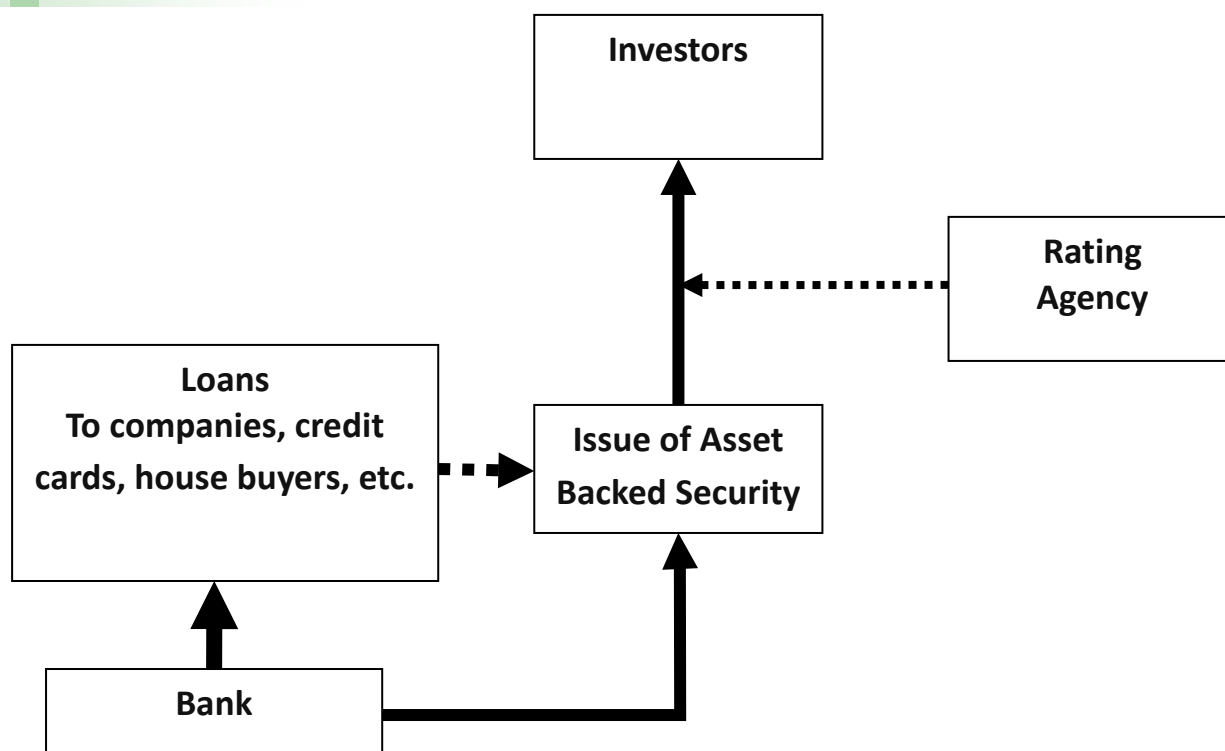 Investors
Rating
Agency
Loans
To companies, credit
cards, house buyers, etc.
Issue of Asset
Backed Security
Bank